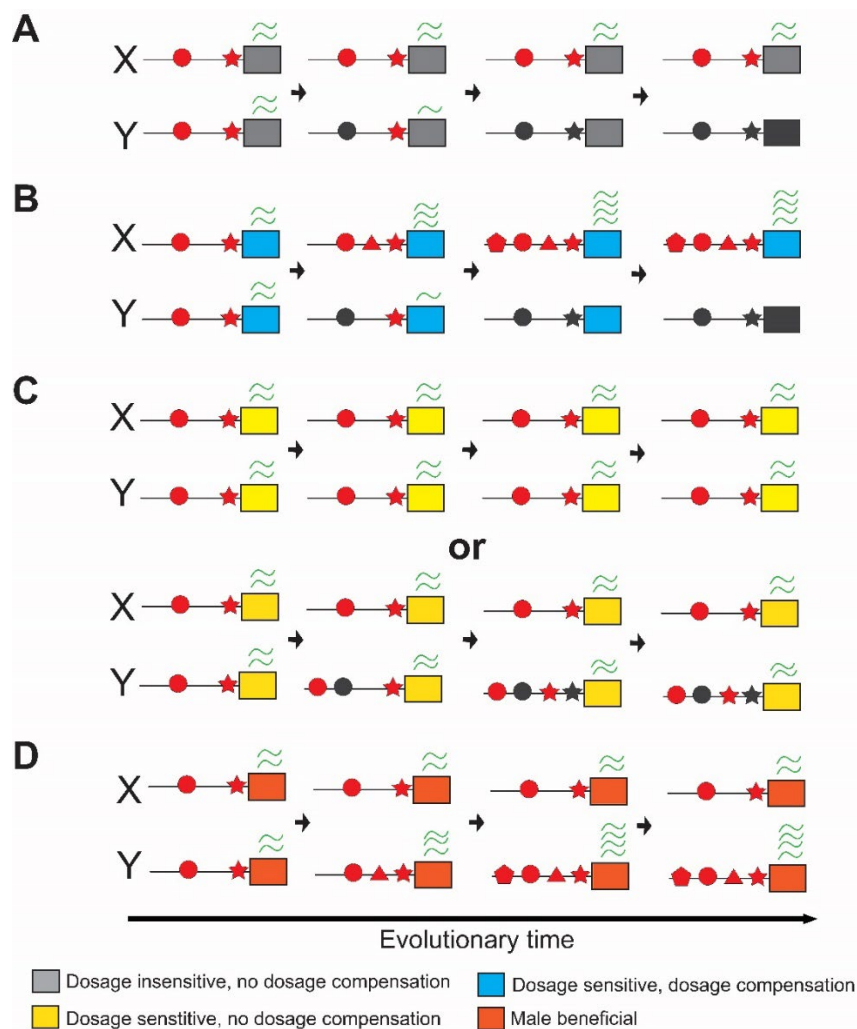 A
X
Y
B
X
Y
C
X
Y
or
X
Y
D
X
Y
Evolutionary time
Dosage insensitive, no dosage compensation
Dosage sensitive, dosage compensation
Dosage senstitive, no dosage compensation
Male beneficial